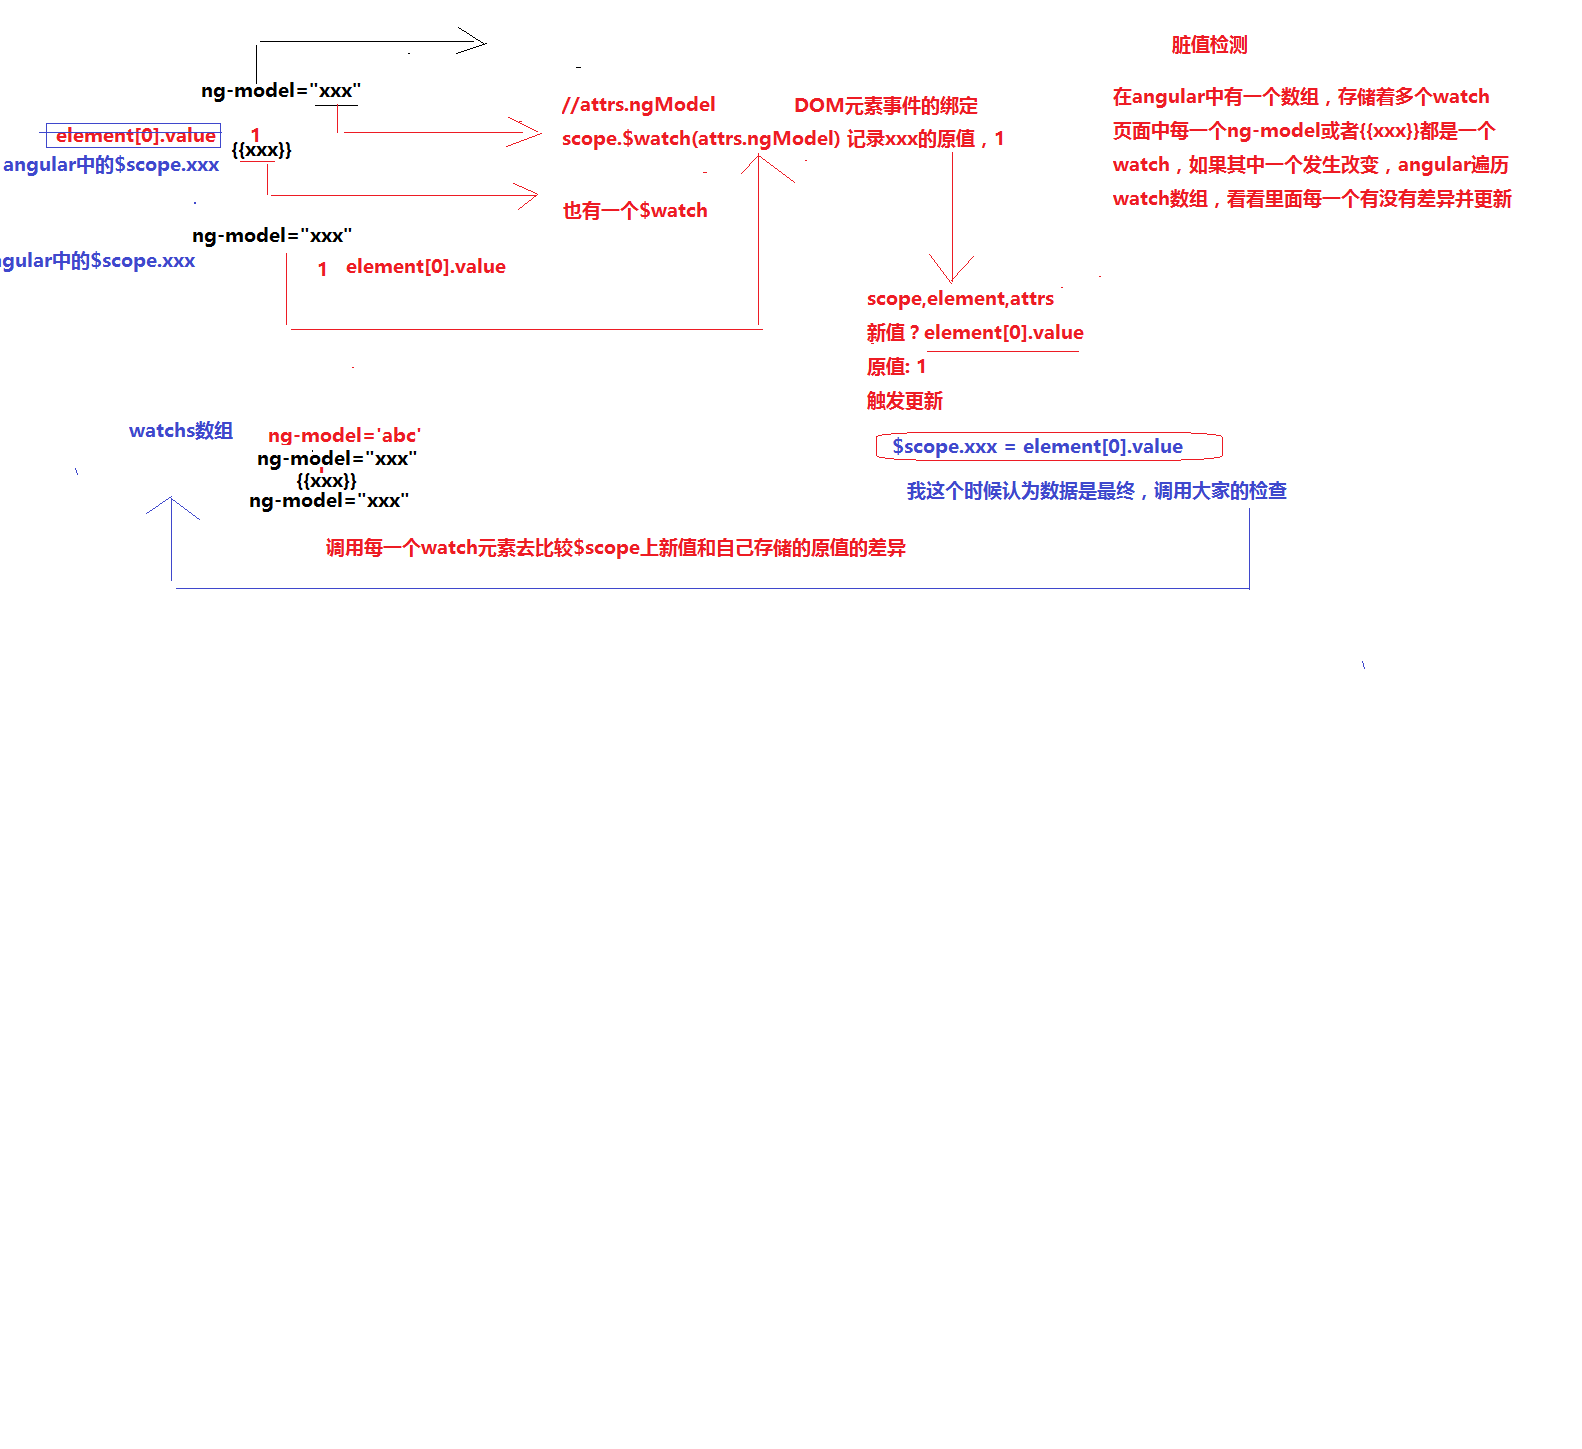 脏值检测
ng-model="xxx"
//attrs.ngModel
DOM元素事件的绑定
在angular中有一个数组，存储着多个watch
页面中每一个ng-model或者{{xxx}}都是一个
watch，如果其中一个发生改变，angular遍历
watch数组，看看里面每一个有没有差异并更新
element[0].value
1
{{xxx}}
scope.$watch(attrs.ngModel) 记录xxx的原值，1
angular中的$scope.xxx
也有一个$watch
ng-model="xxx"
gular中的$scope.xxx
1 element[0].value
scope,element,attrs
新值？element[0].value
原值: 1
触发更新
watchs数组
ng-model='abc'
ng-model="xxx"
{{xxx}}
ng-model="xxx"
$scope.xxx = element[0].value
我这个时候认为数据是最终，调用大家的检查
调用每一个watch元素去比较$scope上新值和自己存储的原值的差异